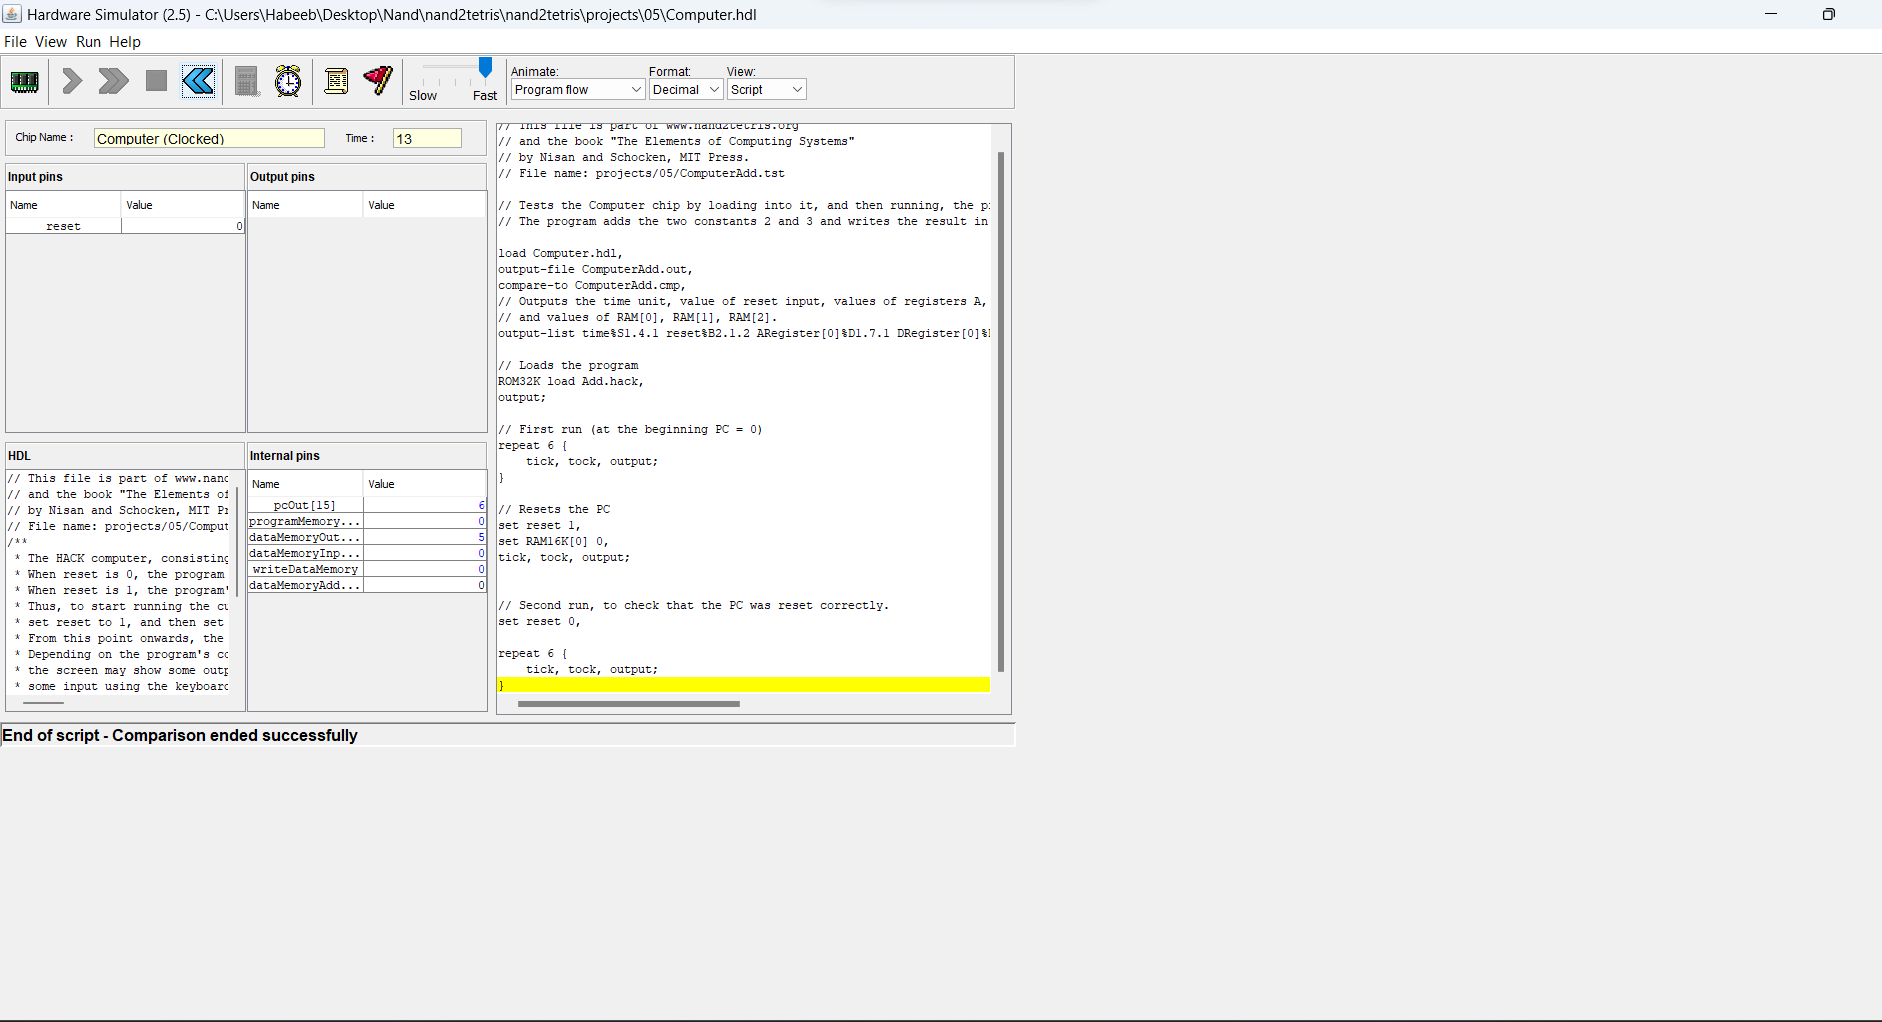 Hardware Simulator (2.5) - C:\Users\Habeeb\Desktop\Nand\nand2tetris\nand2tetris\projects\05\Computer.hdl
File View Run Help
Slow Fast
Animate: Format: View:
Program flow Decimal Script
Chip Name : Computer (Clocked) Time : 13
Input pins
Name Value
reset 0
Output pins
Name Value
HDL
// This file is part of www.nand
// and the book "The Elements of
// by Nisan and Schocken, MIT Pr
// File name: projects/05/Comput
/**
* The HACK computer, consisting
* When reset is 0, the program
* When reset is 1, the program'
* Thus, to start running the cu
* set reset to 1, and then set
* From this point onwards, the
* Depending on the program's co
* the screen may show some outp
* some input using the keyboard
Internal pins
Name Value
pcOut[15] 6
programMemory... 0
dataMemoryOut... 5
dataMemoryInp... 0
writeDataMemory 0
dataMemoryAdd... 0
// This file is part of www.nand2tetris.org
// and the book "The Elements of Computing Systems"
// by Nisan and Schocken, MIT Press.
// File name: projects/05/ComputerAdd.tst
// Tests the Computer chip by loading into it, and then running, the p
// The program adds the two constants 2 and 3 and writes the result in
load Computer.hdl,
output-file ComputerAdd.out,
compare-to ComputerAdd.cmp,
// Outputs the time unit, value of reset input, values of registers A,
// and values of RAM[0], RAM[1], RAM[2].
output-list time%S1.4.1 reset%B2.1.2 ARegister[0]%D1.7.1 DRegister[0]%
// Loads the program
ROM32K load Add.hack,
output;
// First run (at the beginning PC = 0)
repeat 6 {
tick, tock, output;
}
// Resets the PC
set reset 1,
set RAM16K[0] 0,
tick, tock, output;
// Second run, to check that the PC was reset correctly.
set reset 0,
repeat 6 {
tick, tock, output;
}
End of script - Comparison ended successfully